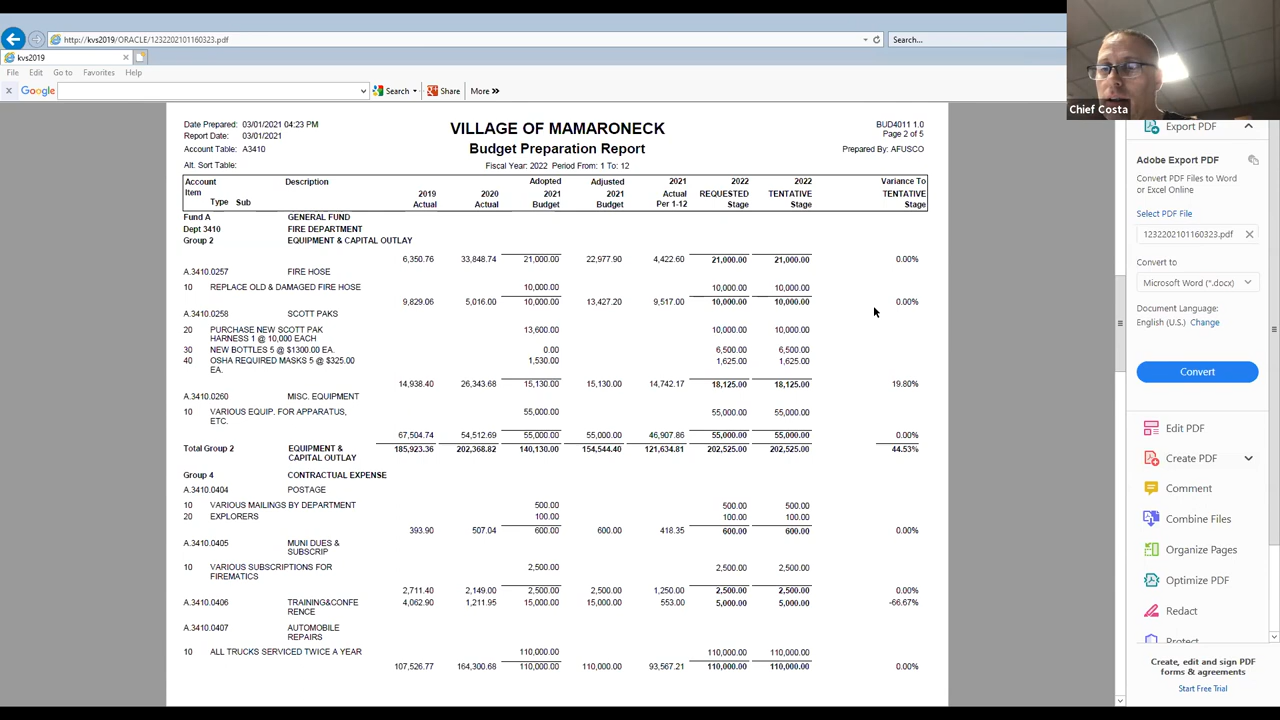 http://kvs2019/ORACLE/1232202101160323.pdf
Search...
kvs2019
File Edit Go to Favorites Help
Google Search Share More »
Chief Costa
Date Prepared: 03/01/2021 04:23 PM
Report Date: 03/01/2021
Account Table: A3410
Alt. Sort Table:
VILLAGE OF MAMARONECK
Budget Preparation Report
Fiscal Year: 2022 Period From: 1 To: 12
BUD4011 1.0
Page 2 of 5
Prepared By: AFUSCO
Account Description Adopted Adjusted 2021 2022 2022 Variance To
Item 2019 2020 2021 2021 Actual REQUESTED TENTATIVE TENTATIVE
Type Sub Actual Actual Budget Budget Per 1-12 Stage Stage Stage
Fund A GENERAL FUND
Dept 3410 FIRE DEPARTMENT
Group 2 EQUIPMENT & CAPITAL OUTLAY
6,350.76 33,848.74 21,000.00 22,977.90 4,422.60 21,000.00 21,000.00 0.00%
A.3410.0257 FIRE HOSE
10 REPLACE OLD & DAMAGED FIRE HOSE 10,000.00 10,000.00 10,000.00
9,829.06 5,016.00 10,000.00 13,427.20 9,517.00 10,000.00 10,000.00 0.00%
A.3410.0258 SCOTT PAKS
20 PURCHASE NEW SCOTT PAK 13,600.00 10,000.00 10,000.00
HARNESS 1 @ 10,000 EACH
30 NEW BOTTLES 5 @ $1300.00 EA. 0.00 6,500.00 6,500.00
40 OSHA REQUIRED MASKS 5 @ $325.00 1,530.00 1,625.00 1,625.00
EA.
14,938.40 26,343.68 15,130.00 15,130.00 14,742.17 18,125.00 18,125.00 19.80%
A.3410.0260 MISC. EQUIPMENT
10 VARIOUS EQUIP. FOR APPARATUS, 55,000.00 55,000.00 55,000.00
ETC.
67,504.74 54,512.69 55,000.00 55,000.00 46,907.86 55,000.00 55,000.00 0.00%
Total Group 2 EQUIPMENT & 185,923.36 202,368.82 140,130.00 154,544.40 121,634.81 202,525.00 202,525.00 44.53%
CAPITAL OUTLAY
Group 4 CONTRACTUAL EXPENSE
A.3410.0404 POSTAGE
10 VARIOUS MAILINGS BY DEPARTMENT 500.00 500.00 500.00
20 EXPLORERS 100.00 100.00 100.00
393.90 507.04 600.00 600.00 418.35 600.00 600.00 0.00%
A.3410.0405 MUNI DUES &
SUBSCRIP
10 VARIOUS SUBSCRIPTIONS FOR 2,500.00 2,500.00 2,500.00
FIREMATICS
2,711.40 2,149.00 2,500.00 2,500.00 1,250.00 2,500.00 2,500.00 0.00%
A.3410.0406 TRAINING&CONFE 4,062.90 1,211.95 15,000.00 15,000.00 553.00 5,000.00 5,000.00 -66.67%
RENCE
A.3410.0407 AUTOMOBILE
REPAIRS
10 ALL TRUCKS SERVICED TWICE A YEAR 110,000.00 110,000.00 110,000.00
107,526.77 164,300.68 110,000.00 110,000.00 93,567.21 110,000.00 110,000.00 0.00%
Export PDF
Adobe Export PDF
Convert PDF Files to Word
or Excel Online
Select PDF File
1232202101160323.pdf
Convert to
Microsoft Word (*.docx)
Document Language:
English (U.S.) Change
Convert
Edit PDF
Create PDF
Comment
Combine Files
Organize Pages
Optimize PDF
Redact
Protect
Create, edit and sign PDF
forms & agreements
Start Free Trial